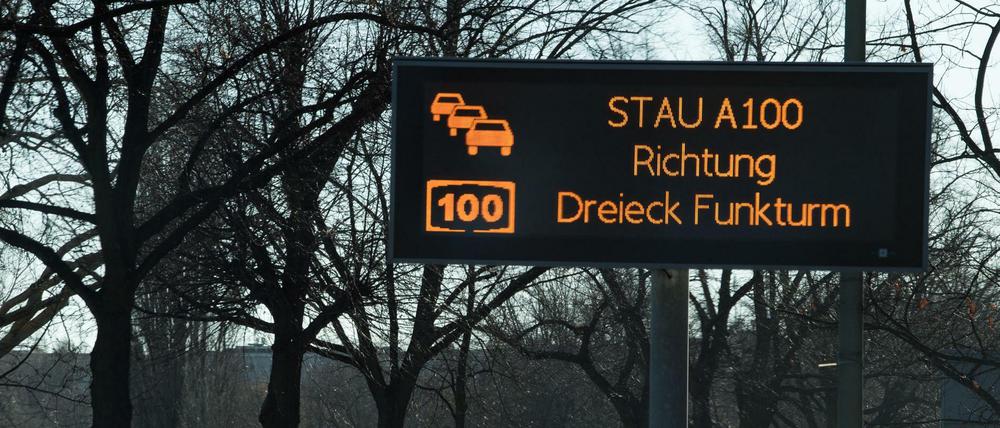 STAU A100
Richtung
Dreieck Funkturm
100